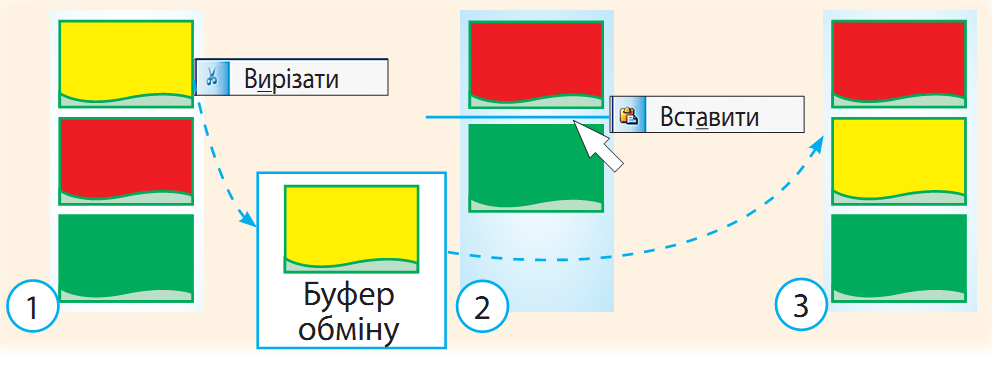 Вирізати
Вставити
Буфер
обміну
1
2
3